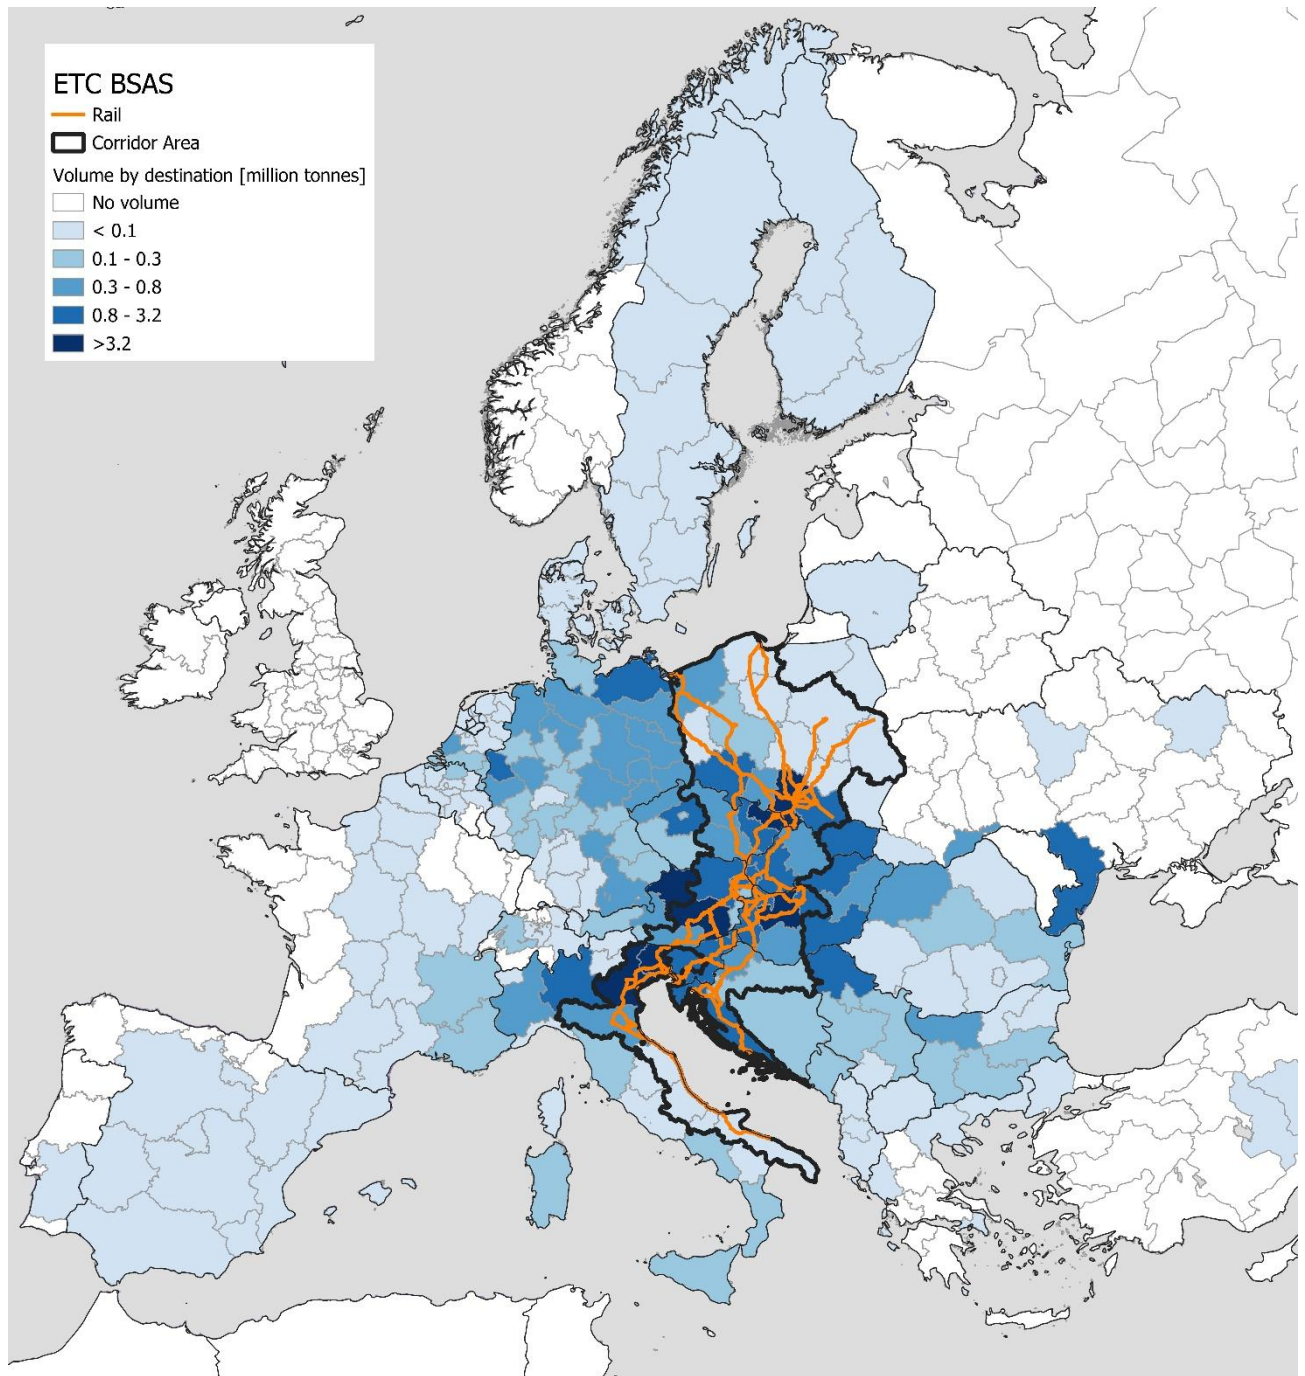 ETC BSAS
Rail
Corridor Area
Volume by destination [million tonnes]
No volume
< 0.1
0.1 - 0.3
0.3 - 0.8
0.8 - 3.2
>3.2